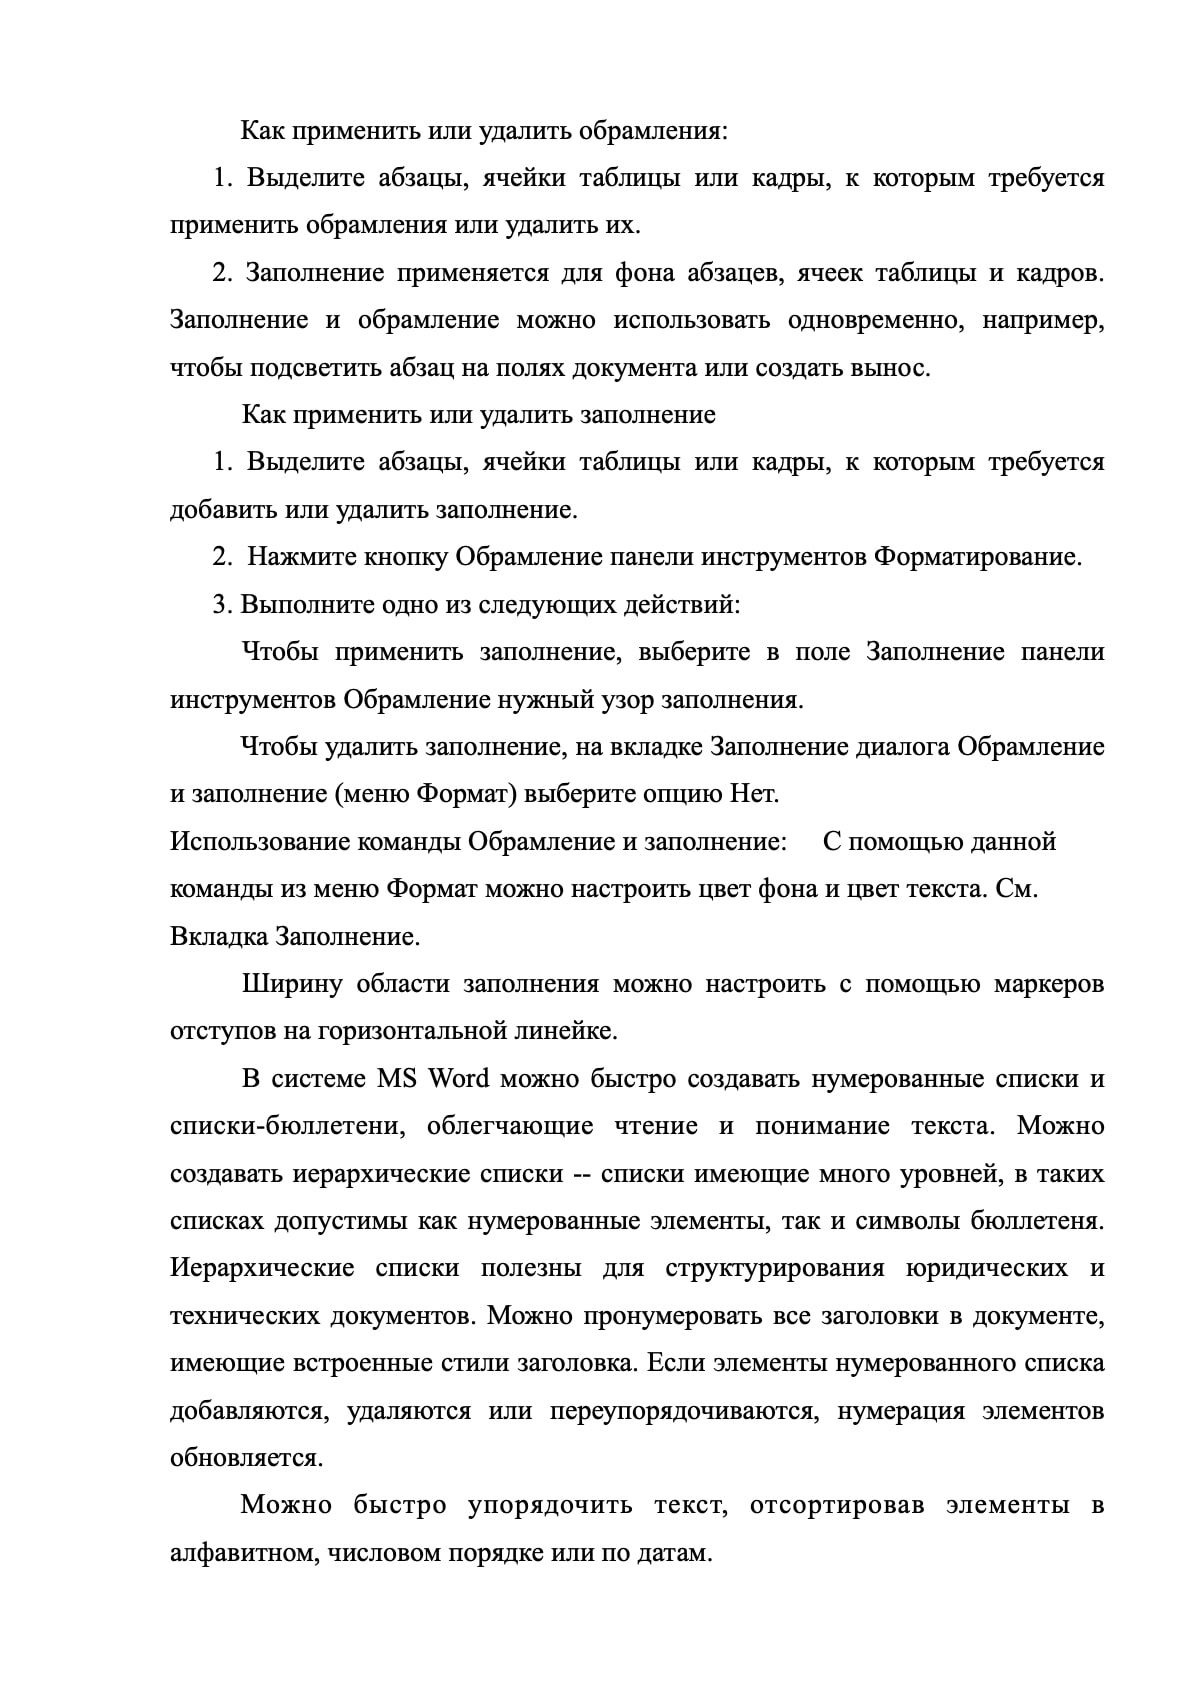 Как применить или удалить обрамления:
1. Выделите абзацы, ячейки таблицы или кадры, к которым требуется
применить обрамления или удалить их.
2. Заполнение применяется для фона абзацев, ячеек таблицы и кадров.
Заполнение и обрамление можно использовать одновременно, например,
чтобы подсветить абзац на полях документа или создать вынос.
Как применить или удалить заполнение
1. Выделите абзацы, ячейки таблицы или кадры, к которым требуется
добавить или удалить заполнение.
2. Нажмите кнопку Обрамление панели инструментов Форматирование.
3. Выполните одно из следующих действий:
Чтобы применить заполнение, выберите в поле Заполнение панели
инструментов Обрамление нужный узор заполнения.
Чтобы удалить заполнение, на вкладке Заполнение диалога Обрамление
и заполнение (меню Формат) выберите опцию Нет.
Использование команды Обрамление и заполнение: С помощью данной
команды из меню Формат можно настроить цвет фона и цвет текста. См.
Вкладка Заполнение.
Ширину области заполнения можно настроить с помощью маркеров
отступов на горизонтальной линейке.
В системе MS Word можно быстро создавать нумерованные списки и
списки-бюллетени, облегчающие чтение и понимание текста. Можно
создавать иерархические списки -- списки имеющие много уровней, в таких
списках допустимы как нумерованные элементы, так и символы бюллетеня.
Иерархические списки полезны для структурирования юридических и
технических документов. Можно пронумеровать все заголовки в документе,
имеющие встроенные стили заголовка. Если элементы нумерованного списка
добавляются, удаляются или переупорядочиваются, нумерация элементов
обновляется.
Можно быстро упорядочить текст, отсортировав элементы в
алфавитном, числовом порядке или по датам.